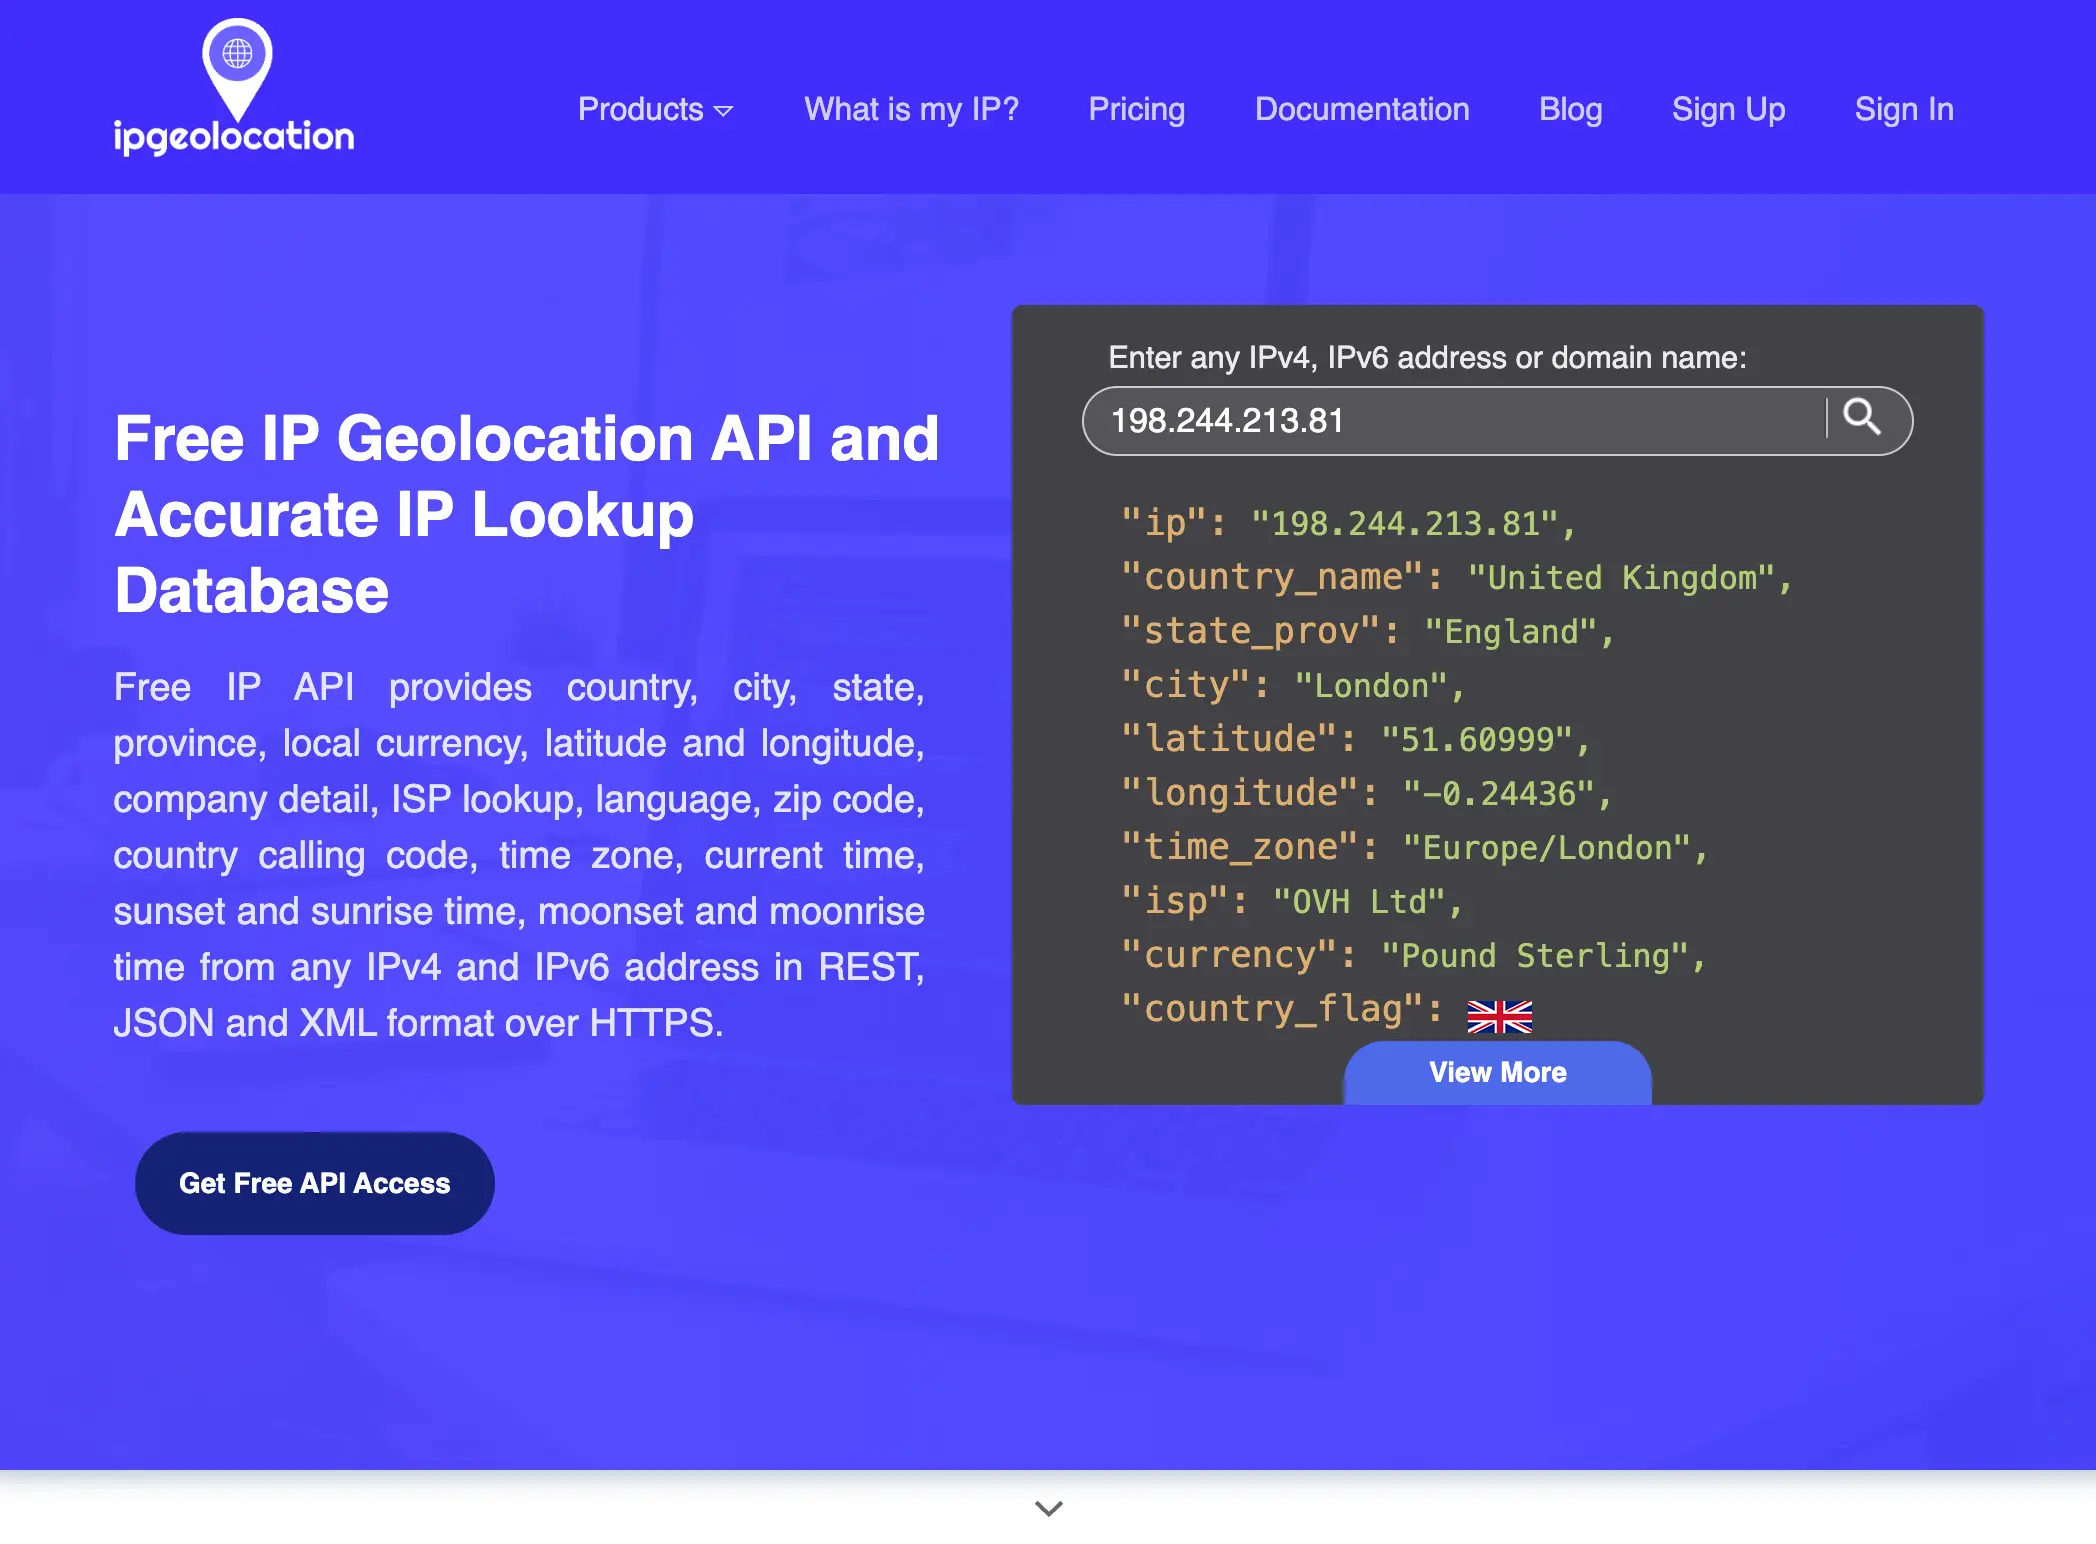 ipgeolocation
Products
What is my IP?
Pricing
Documentation
Blog
Sign Up
Sign In
Free IP Geolocation API and
Accurate IP Lookup
Database
Free IP API provides country, city, state,
province, local currency, latitude and longitude,
company detail, ISP lookup, language, zip code,
country calling code, time zone, current time,
sunset and sunrise time, moonset and moonrise
time from any IPv4 and IPv6 address in REST,
JSON and XML format over HTTPS.
Get Free API Access
Enter any IPv4, IPv6 address or domain name:
198.244.213.81
"ip": "198.244.213.81",
"country_name": "United Kingdom",
"state_prov": "England",
"city": "London",
"latitude": "51.60999",
"longitude": "-0.24436",
"time_zone": "Europe/London",
"isp": "OVH Ltd",
"currency": "Pound Sterling",
"country_flag":
View More